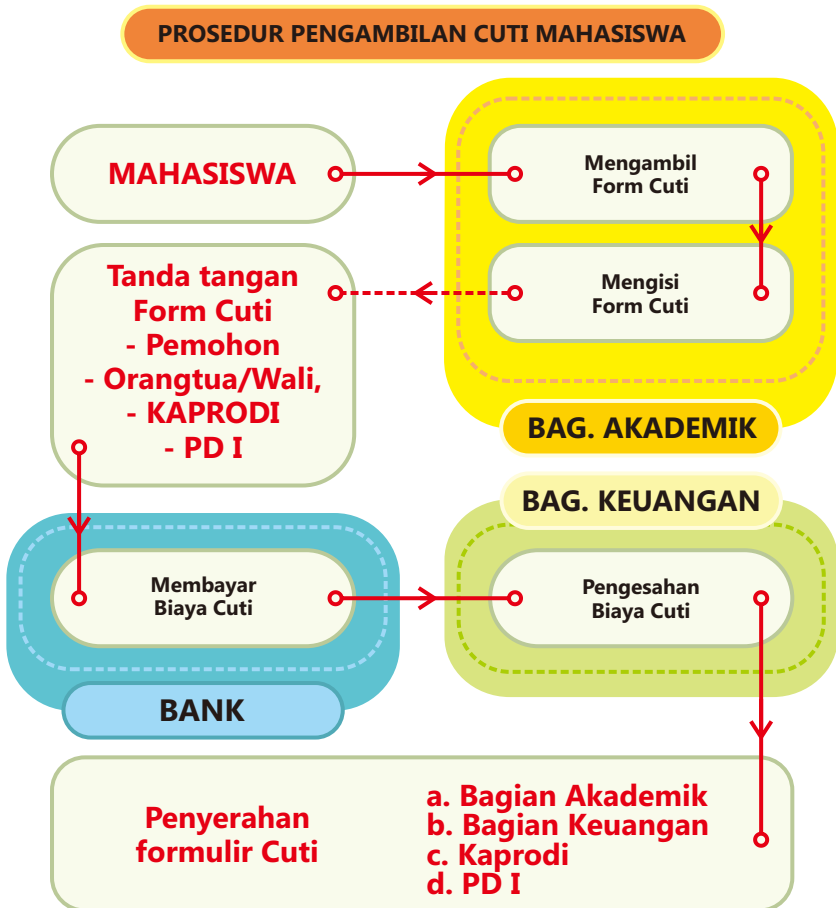 PROSEDUR PENGAMBILAN CUTI MAHASISWA
MAHASISWA
Mengambil
Form Cuti
Mengisi
Form Cuti
BAG. AKADEMIK
Tanda tangan
Form Cuti
- Pemohon
- Orangtua/Wali,
- KAPRODI
- PD I
Membayar
Biaya Cuti
BANK
BAG. KEUANGAN
Pengesahan
Biaya Cuti
Penyerahan
formulir Cuti
a. Bagian Akademik
b. Bagian Keuangan
c. Kaprodi
d. PD I